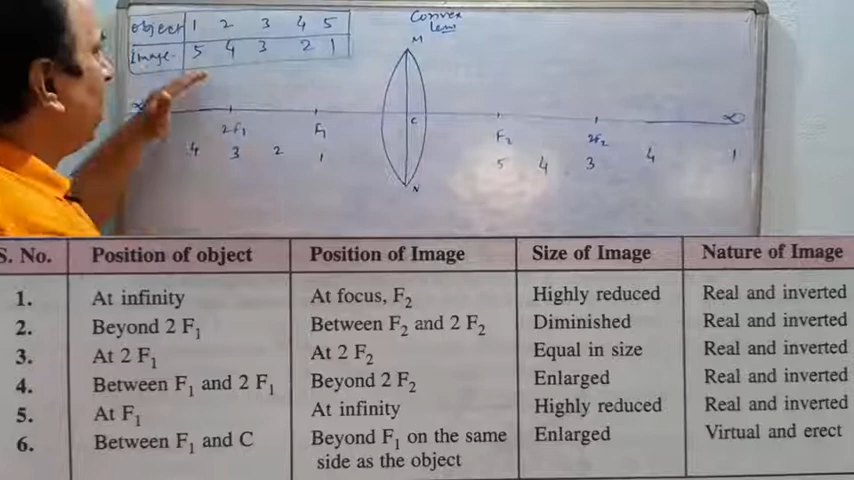 object 1 2 3 4 5
Image 5 4 3 2 1
Convex
lens
M
∞ 2F₁ F₁ C F₂ 2F₂ ∞
4 3 2 1 5 4 3 4 1
N
S. No. Position of object Position of Image Size of Image Nature of Image
1. At infinity At focus, F₂ Highly reduced Real and inverted
2. Beyond 2 F₁ Between F₂ and 2 F₂ Diminished Real and inverted
3. At 2 F₁ At 2 F₂ Equal in size Real and inverted
4. Between F₁ and 2 F₁ Beyond 2 F₂ Enlarged Real and inverted
5. At F₁ At infinity Highly reduced Real and inverted
6. Between F₁ and C Beyond F₁ on the same Enlarged Virtual and erect
side as the object